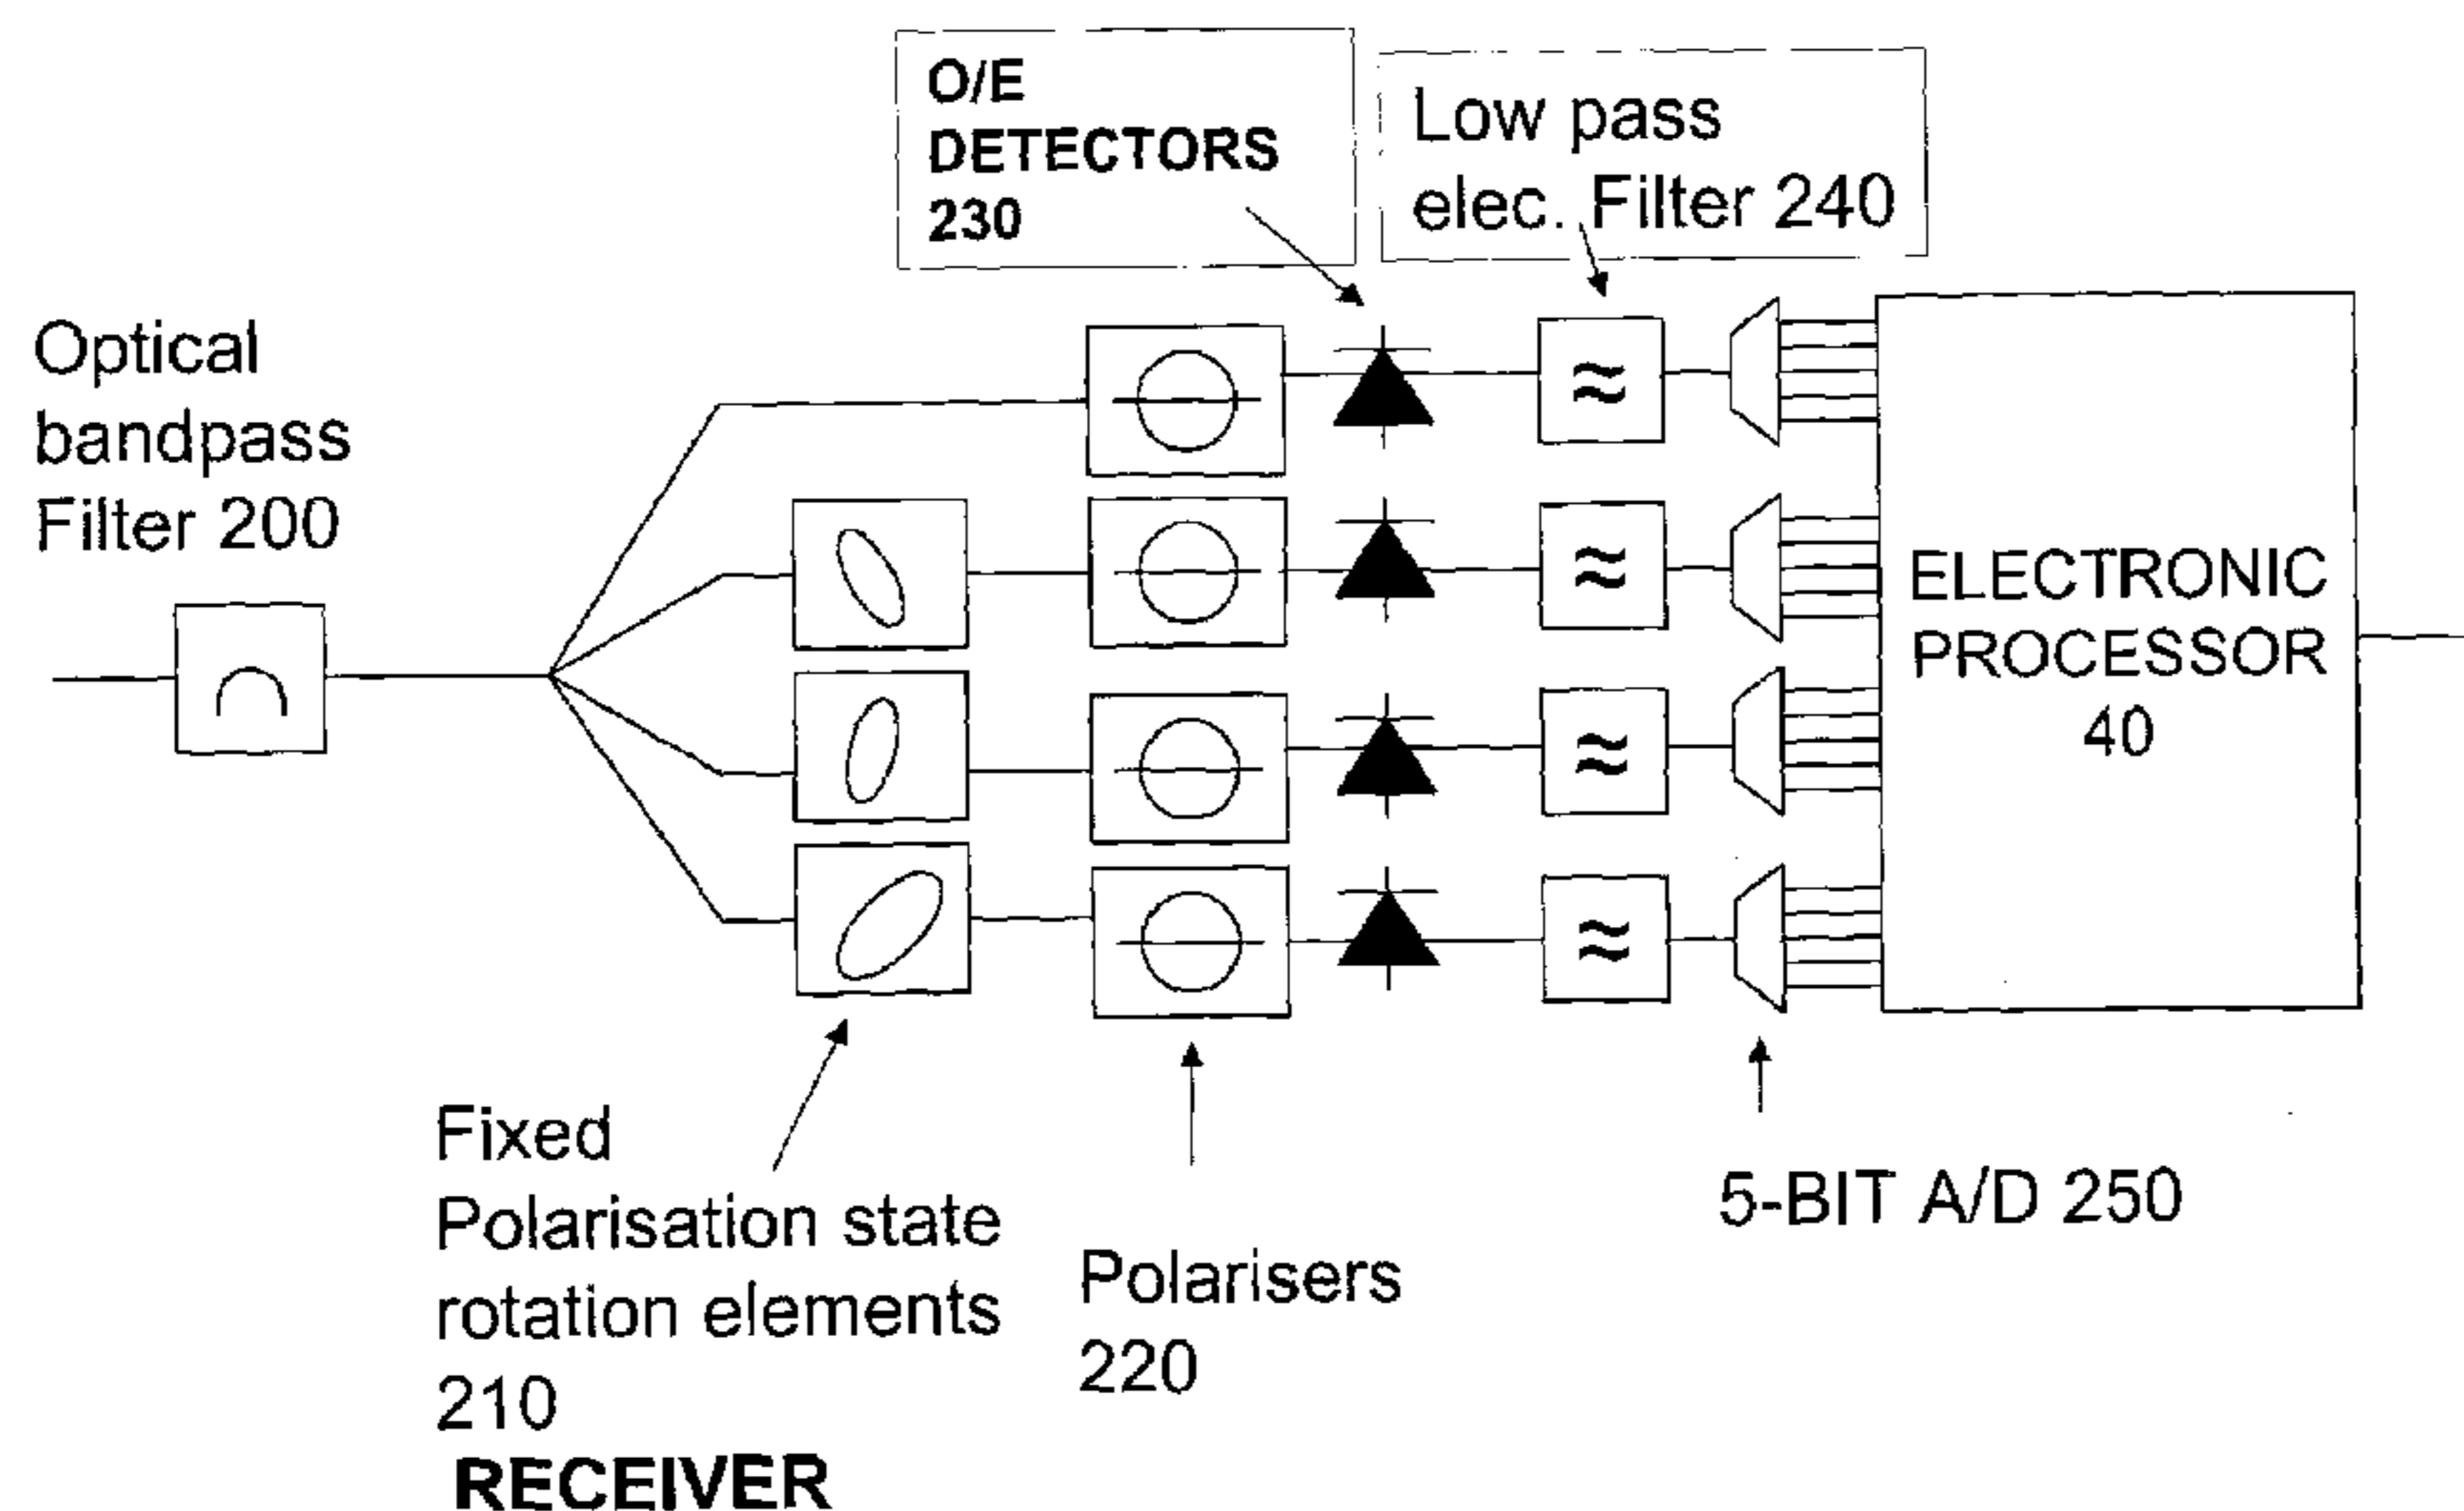 O/E
DETECTORS
230
Low pass
elec. Filter 240
Optical
bandpass
Filter 200
ELECTRONIC
PROCESSOR
40
Fixed
Polarisation state
rotation elements
210
Polarisers
220
5-BIT A/D 250
RECEIVER